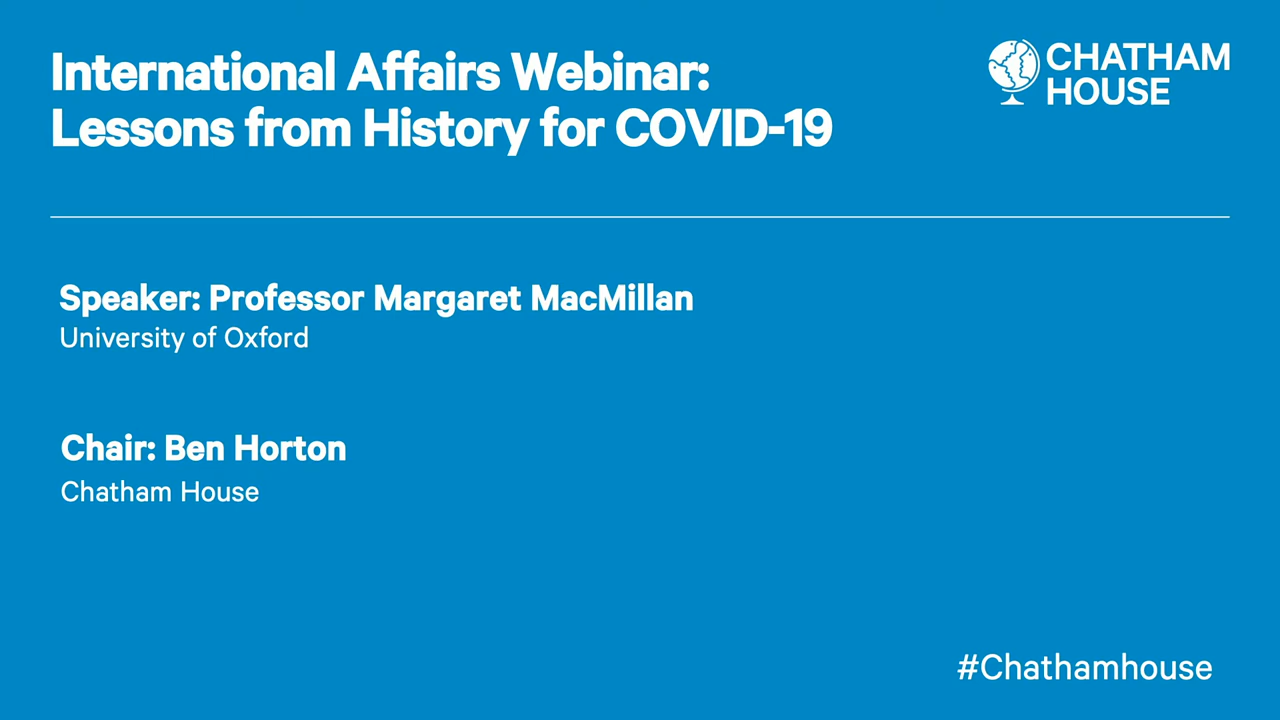 International Affairs Webinar:
Lessons from History for COVID-19
CHATHAM
HOUSE
Speaker: Professor Margaret MacMillan
University of Oxford
Chair: Ben Horton
Chatham House
#Chathamhouse